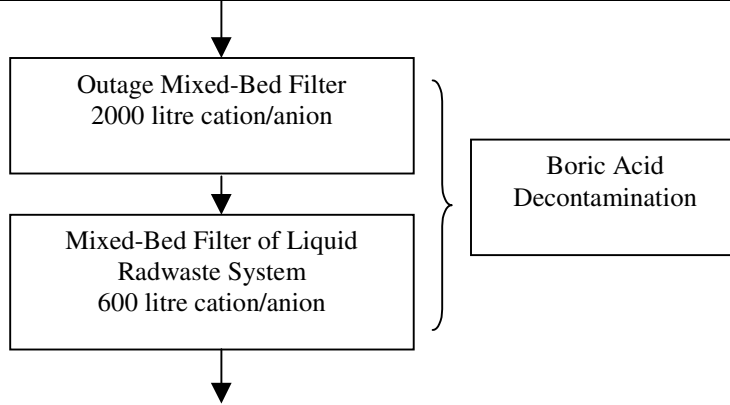 Outage Mixed-Bed Filter
2000 litre cation/anion
Mixed-Bed Filter of Liquid
Radwaste System
600 litre cation/anion
Boric Acid
Decontamination